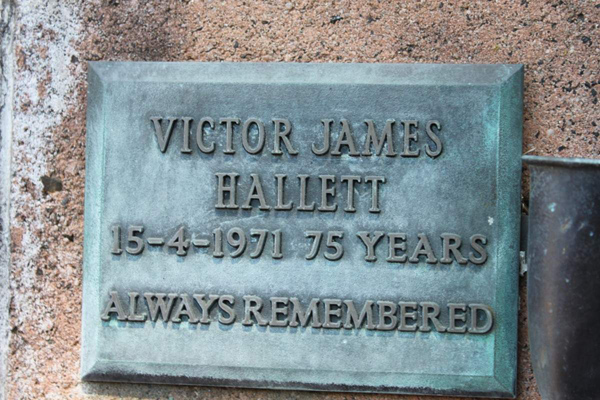 VICTOR JAMES
HALLETT
15-4-1971 75 YEARS
ALWAYS REMEMBERED